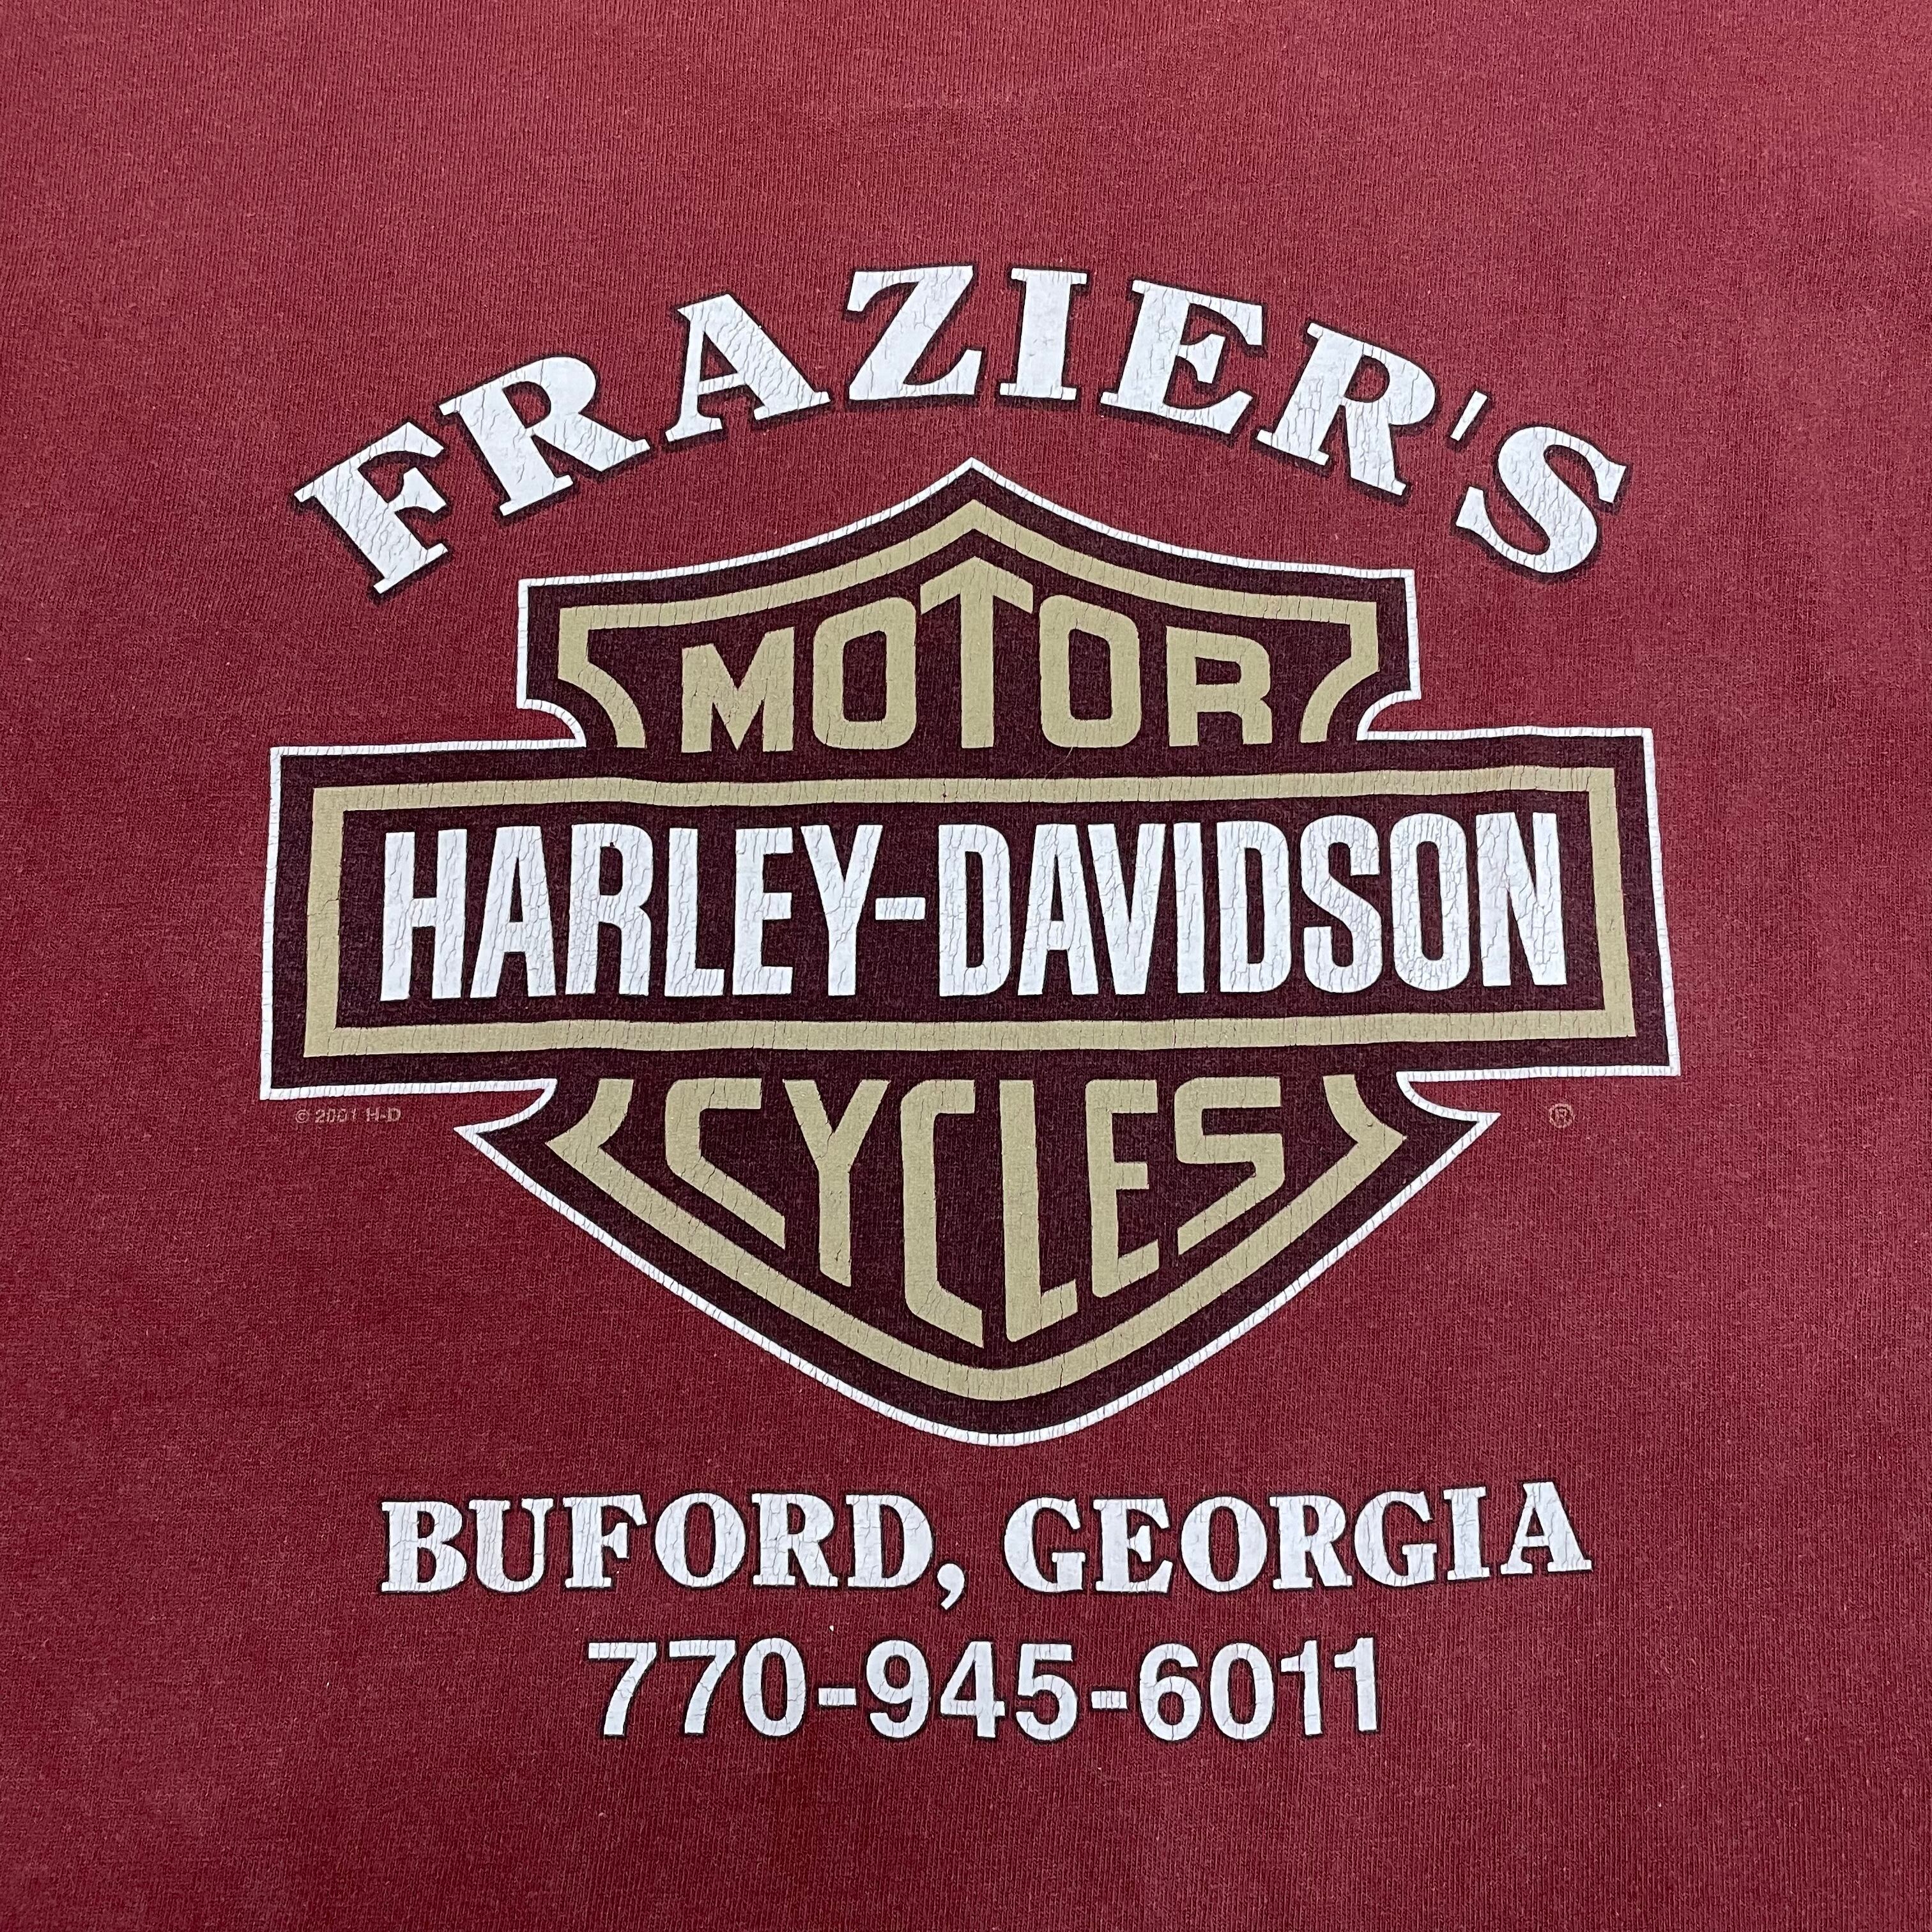 FRAZIER'S
MOTOR
HARLEY-DAVIDSON
CYCLES
© 2001 H-D
®
BUFORD, GEORGIA
770-945-6011